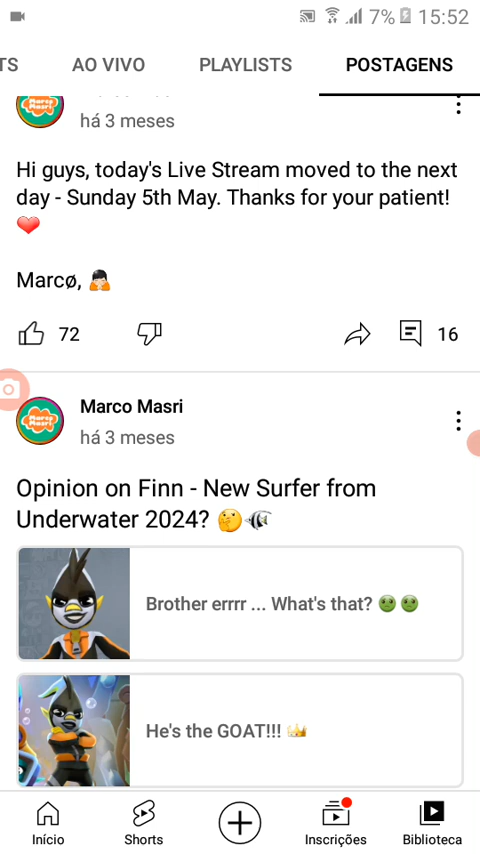 7% 15:52
TS AO VIVO PLAYLISTS POSTAGENS
há 3 meses
Hi guys, today's Live Stream moved to the next
day - Sunday 5th May. Thanks for your patient!
❤️
Marcø, 🙏🏻
72 16
Marco Masri
Marco Masri
há 3 meses
Opinion on Finn - New Surfer from
Underwater 2024? 🤔🐠
Brother errrr ... What's that? 🤢🤢
He's the GOAT!!! 👑
Início Shorts Inscrições Biblioteca